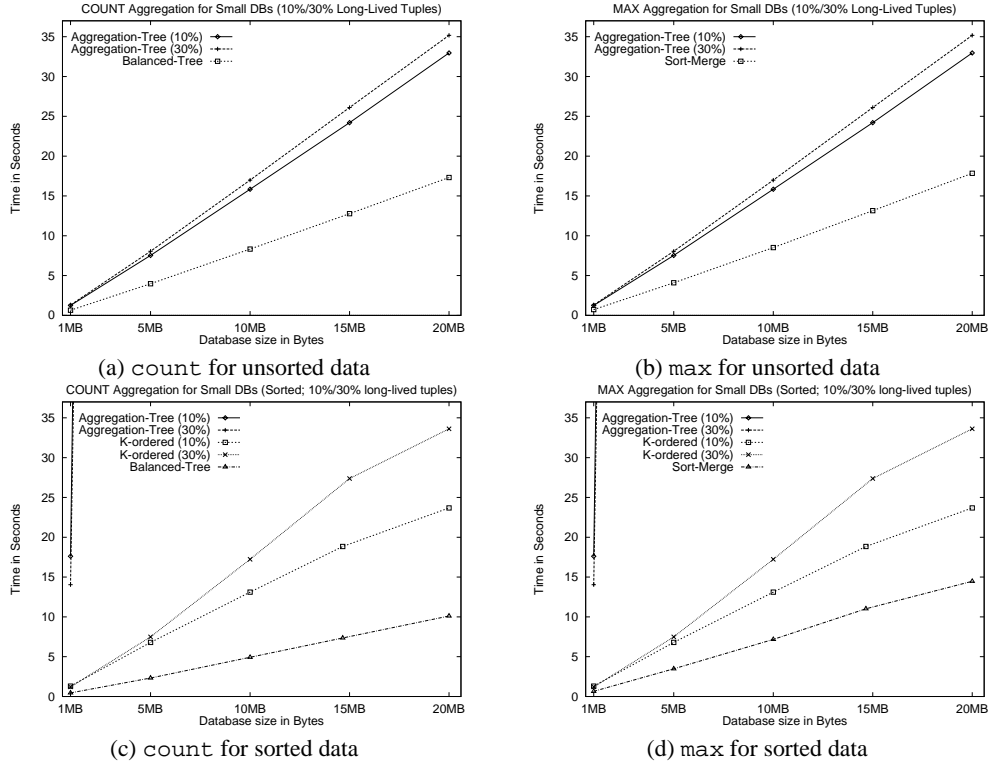 COUNT Aggregation for Small DBs (10%/30% Long-Lived Tuples)
35
30
25
20
15
10
5
0
Time in Seconds
Aggregation-Tree (10%)
Aggregation-Tree (30%)
Balanced-Tree
1MB 5MB 10MB 15MB 20MB
Database size in Bytes
(a) count for unsorted data
MAX Aggregation for Small DBs (10%/30% Long-Lived Tuples)
35
30
25
20
15
10
5
0
Time in Seconds
Aggregation-Tree (10%)
Aggregation-Tree (30%)
Sort-Merge
1MB 5MB 10MB 15MB 20MB
Database size in Bytes
(b) max for unsorted data
COUNT Aggregation for Small DBs (Sorted; 10%/30% long-lived tuples)
35
30
25
20
15
10
5
0
Time in Seconds
Aggregation-Tree (10%)
Aggregation-Tree (30%)
K-ordered (10%)
K-ordered (30%)
Balanced-Tree
1MB 5MB 10MB 15MB 20MB
Database size in Bytes
(c) count for sorted data
MAX Aggregation for Small DBs (Sorted; 10%/30% long-lived tuples)
35
30
25
20
15
10
5
0
Time in Seconds
Aggregation-Tree (10%)
Aggregation-Tree (30%)
K-ordered (10%)
K-ordered (30%)
Sort-Merge
1MB 5MB 10MB 15MB 20MB
Database size in Bytes
(d) max for sorted data